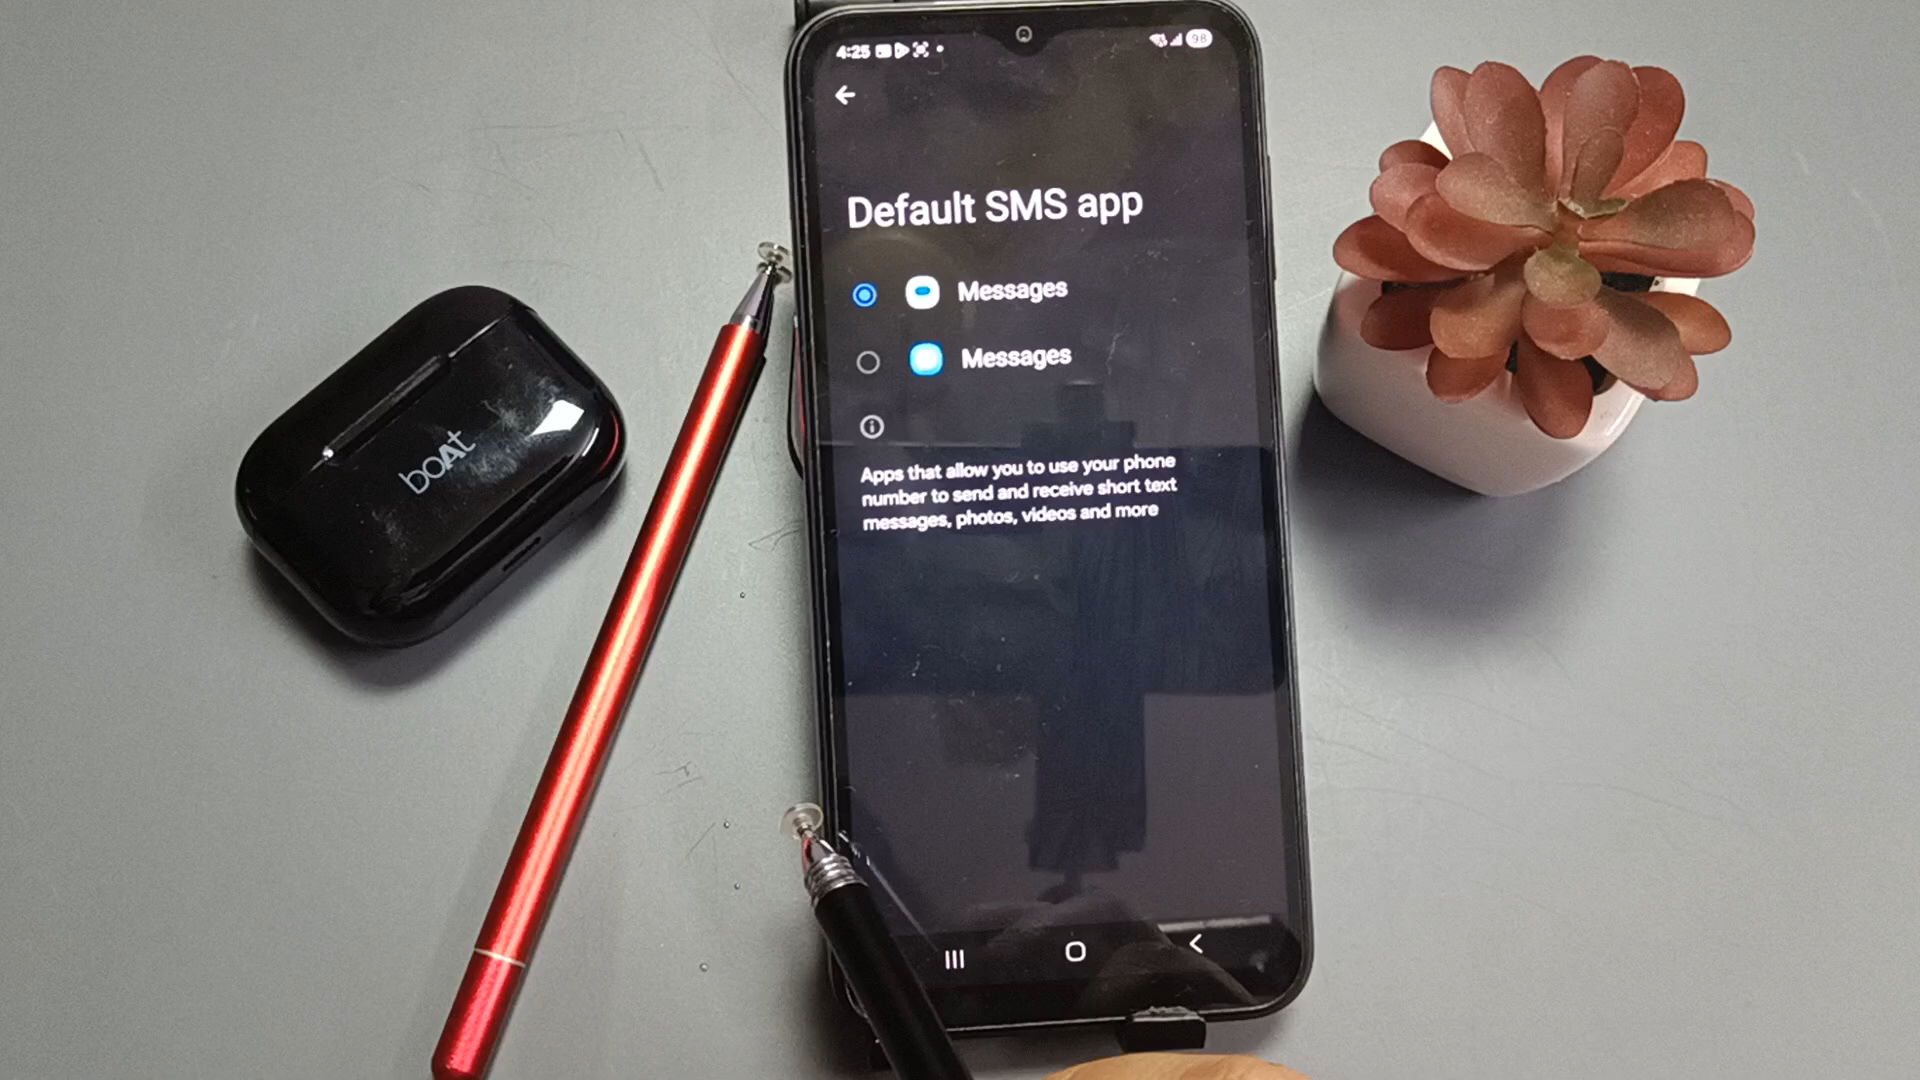 4:25
98
Default SMS app
Messages
Messages
Apps that allow you to use your phone
number to send and receive short text
messages, photos, videos and more
boAt